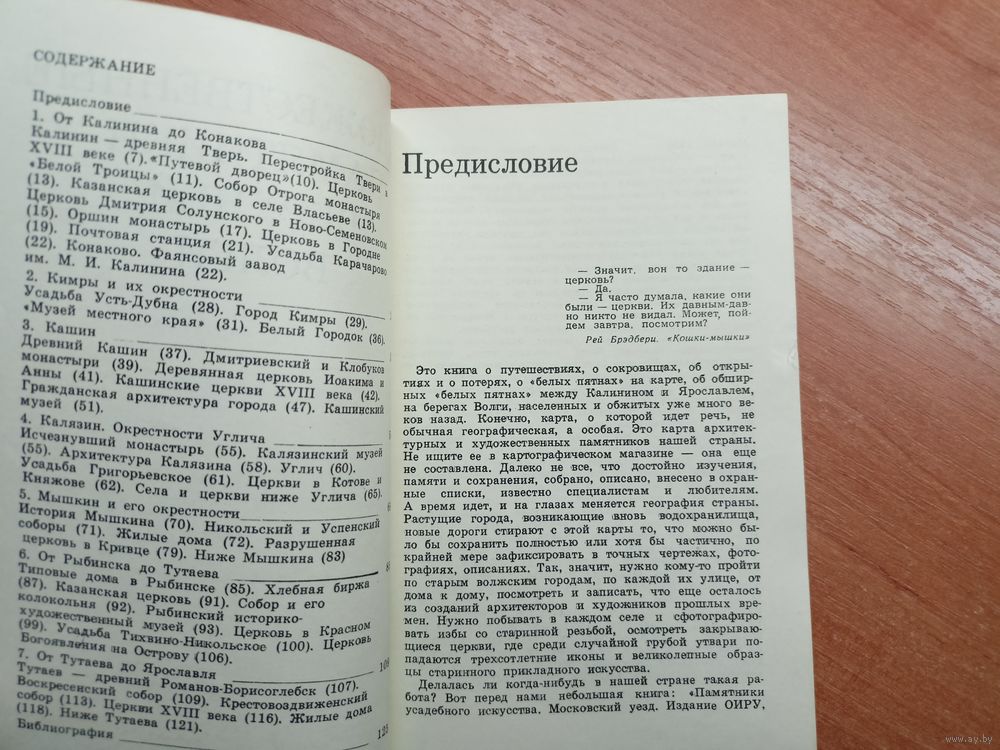 СОДЕРЖАНИЕ
Предисловие
1. От Калинина до Конакова
Калинин — древняя Тверь. Перестройка Твери в
XVIII веке (7). «Путевой дворец» (10). Церковь
«Белой Троицы» (11). Собор Отроча монастыря
(13). Казанская церковь в селе Власьеве (13).
Церковь Дмитрия Солунского в Ново-Семеновском
(15). Оршин монастырь (17). Церковь в Городне
(19). Почтовая станция (21). Усадьба Карачарово
(22). Конаково. Фаянсовый завод
им. М. И. Калинина (22).
2. Кимры и их окрестности
Усадьба Усть-Дубна (28). Город Кимры (29).
«Музей местного края» (31). Белый Городок (36).
3. Кашин
Древний Кашин (37). Дмитриевский и Клобуков
монастыри (39). Деревянная церковь Иоакима и
Анны (41). Кашинские церкви XVIII века (42).
Гражданская архитектура города (47). Кашинский
музей (51).
4. Калязин. Окрестности Углича
Исчезнувший монастырь (55). Калязинский музей
(55). Архитектура Калязина (58). Углич (60).
Усадьба Григорьевское (61). Церкви в Котове и
Княжове (62). Села и церкви ниже Углича (65).
5. Мышкин и его окрестности
История Мышкина (70). Никольский и Успенский
соборы (71). Жилые дома (72). Разрушенная
церковь в Кривце (79). Ниже Мышкина (83)
6. От Рыбинска до Тутаева
Типовые дома в Рыбинске (85). Хлебная биржа
(87). Казанская церковь (91). Собор и его
колокольня (92). Рыбинский историко-
художественный музей (93). Церковь в Красном
(99). Усадьба Тихвино-Никольское (100). Церковь
Богоявления на Острову (106).
7. От Тутаева до Ярославля
Тутаев — древний Романов-Борисоглебск (107).
Воскресенский собор (109). Крестовоздвиженский
собор (113). Церкви XVIII века (116). Жилые дома
(118). Ниже Тутаева (121).
Библиография 125
Предисловие
— Значит, вон то здание —
церковь?
— Да.
— Я часто думала, какие они
были — церкви. Их давным-дав-
но никто не видал. Может, пой-
дем завтра, посмотрим?
Рей Брэдбери. «Кошки-мышки»
Это книга о путешествиях, о сокровищах, об откры-
тиях и о потерях, о «белых пятнах» на карте, об обшир-
ных «белых пятнах» между Калинином и Ярославлем,
на берегах Волги, населенных и обжитых уже много ве-
ков назад. Конечно, карта, о которой идет речь, не
обычная географическая, а особая. Это карта архитек-
турных и художественных памятников нашей страны.
Не ищите ее в картографическом магазине — она еще
не составлена. Далеко не все, что достойно изучения,
памяти и сохранения, собрано, описано, внесено в охран-
ные списки, известно специалистам и любителям.
А время идет, и на глазах меняется география страны.
Растущие города, возникающие вновь водохранилища,
новые дороги стирают с этой карты то, что можно бы-
ло бы сохранить полностью или хотя бы частично, по
крайней мере зафиксировать в точных чертежах, фото-
графиях, описаниях. Так, значит, нужно кому-то пройти
по старым волжским городам, по каждой их улице, от
дома к дому, посмотреть и записать, что еще осталось
из созданий архитекторов и художников прошлых вре-
мен. Нужно побывать в каждом селе и сфотографиро-
вать избы со старинной резьбой, осмотреть закрываю-
щиеся церкви, где среди случайной грубой утвари по-
падаются трехсотлетние иконы и великолепные образ-
цы старинного прикладного искусства.
Делалась ли когда-нибудь в нашей стране такая ра-
бота? Вот перед нами небольшая книга: «Памятники
усадебного искусства. Московский уезд. Издание ОИРУ,
www.ay.by